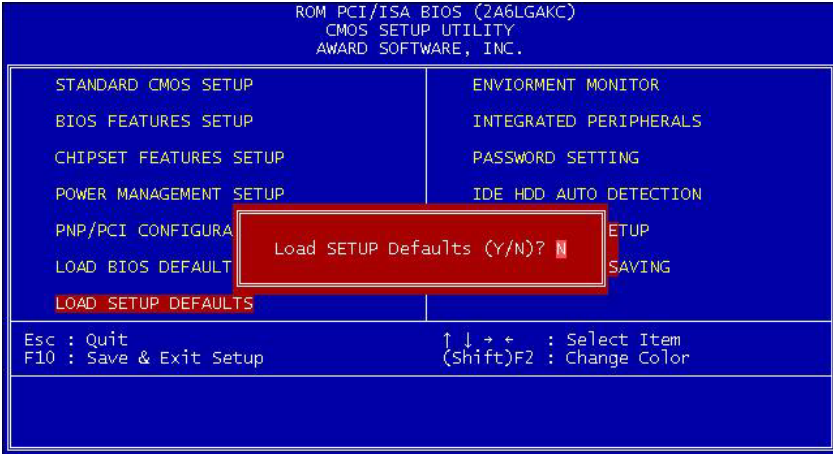 ROM PCI/ISA BIOS (2A6LGAKC)
CMOS SETUP UTILITY
AWARD SOFTWARE, INC.
STANDARD CMOS SETUP
BIOS FEATURES SETUP
CHIPSET FEATURES SETUP
POWER MANAGEMENT SETUP
PNP/PCI CONFIGURA
LOAD BIOS DEFAULT
LOAD SETUP DEFAULTS
ENVIORMENT MONITOR
INTEGRATED PERIPHERALS
PASSWORD SETTING
IDE HDD AUTO DETECTION
ETUP
SAVING
Load SETUP Defaults (Y/N)? N
Esc : Quit
F10 : Save & Exit Setup
↑ ↓ → ← : Select Item
(Shift)F2 : Change Color